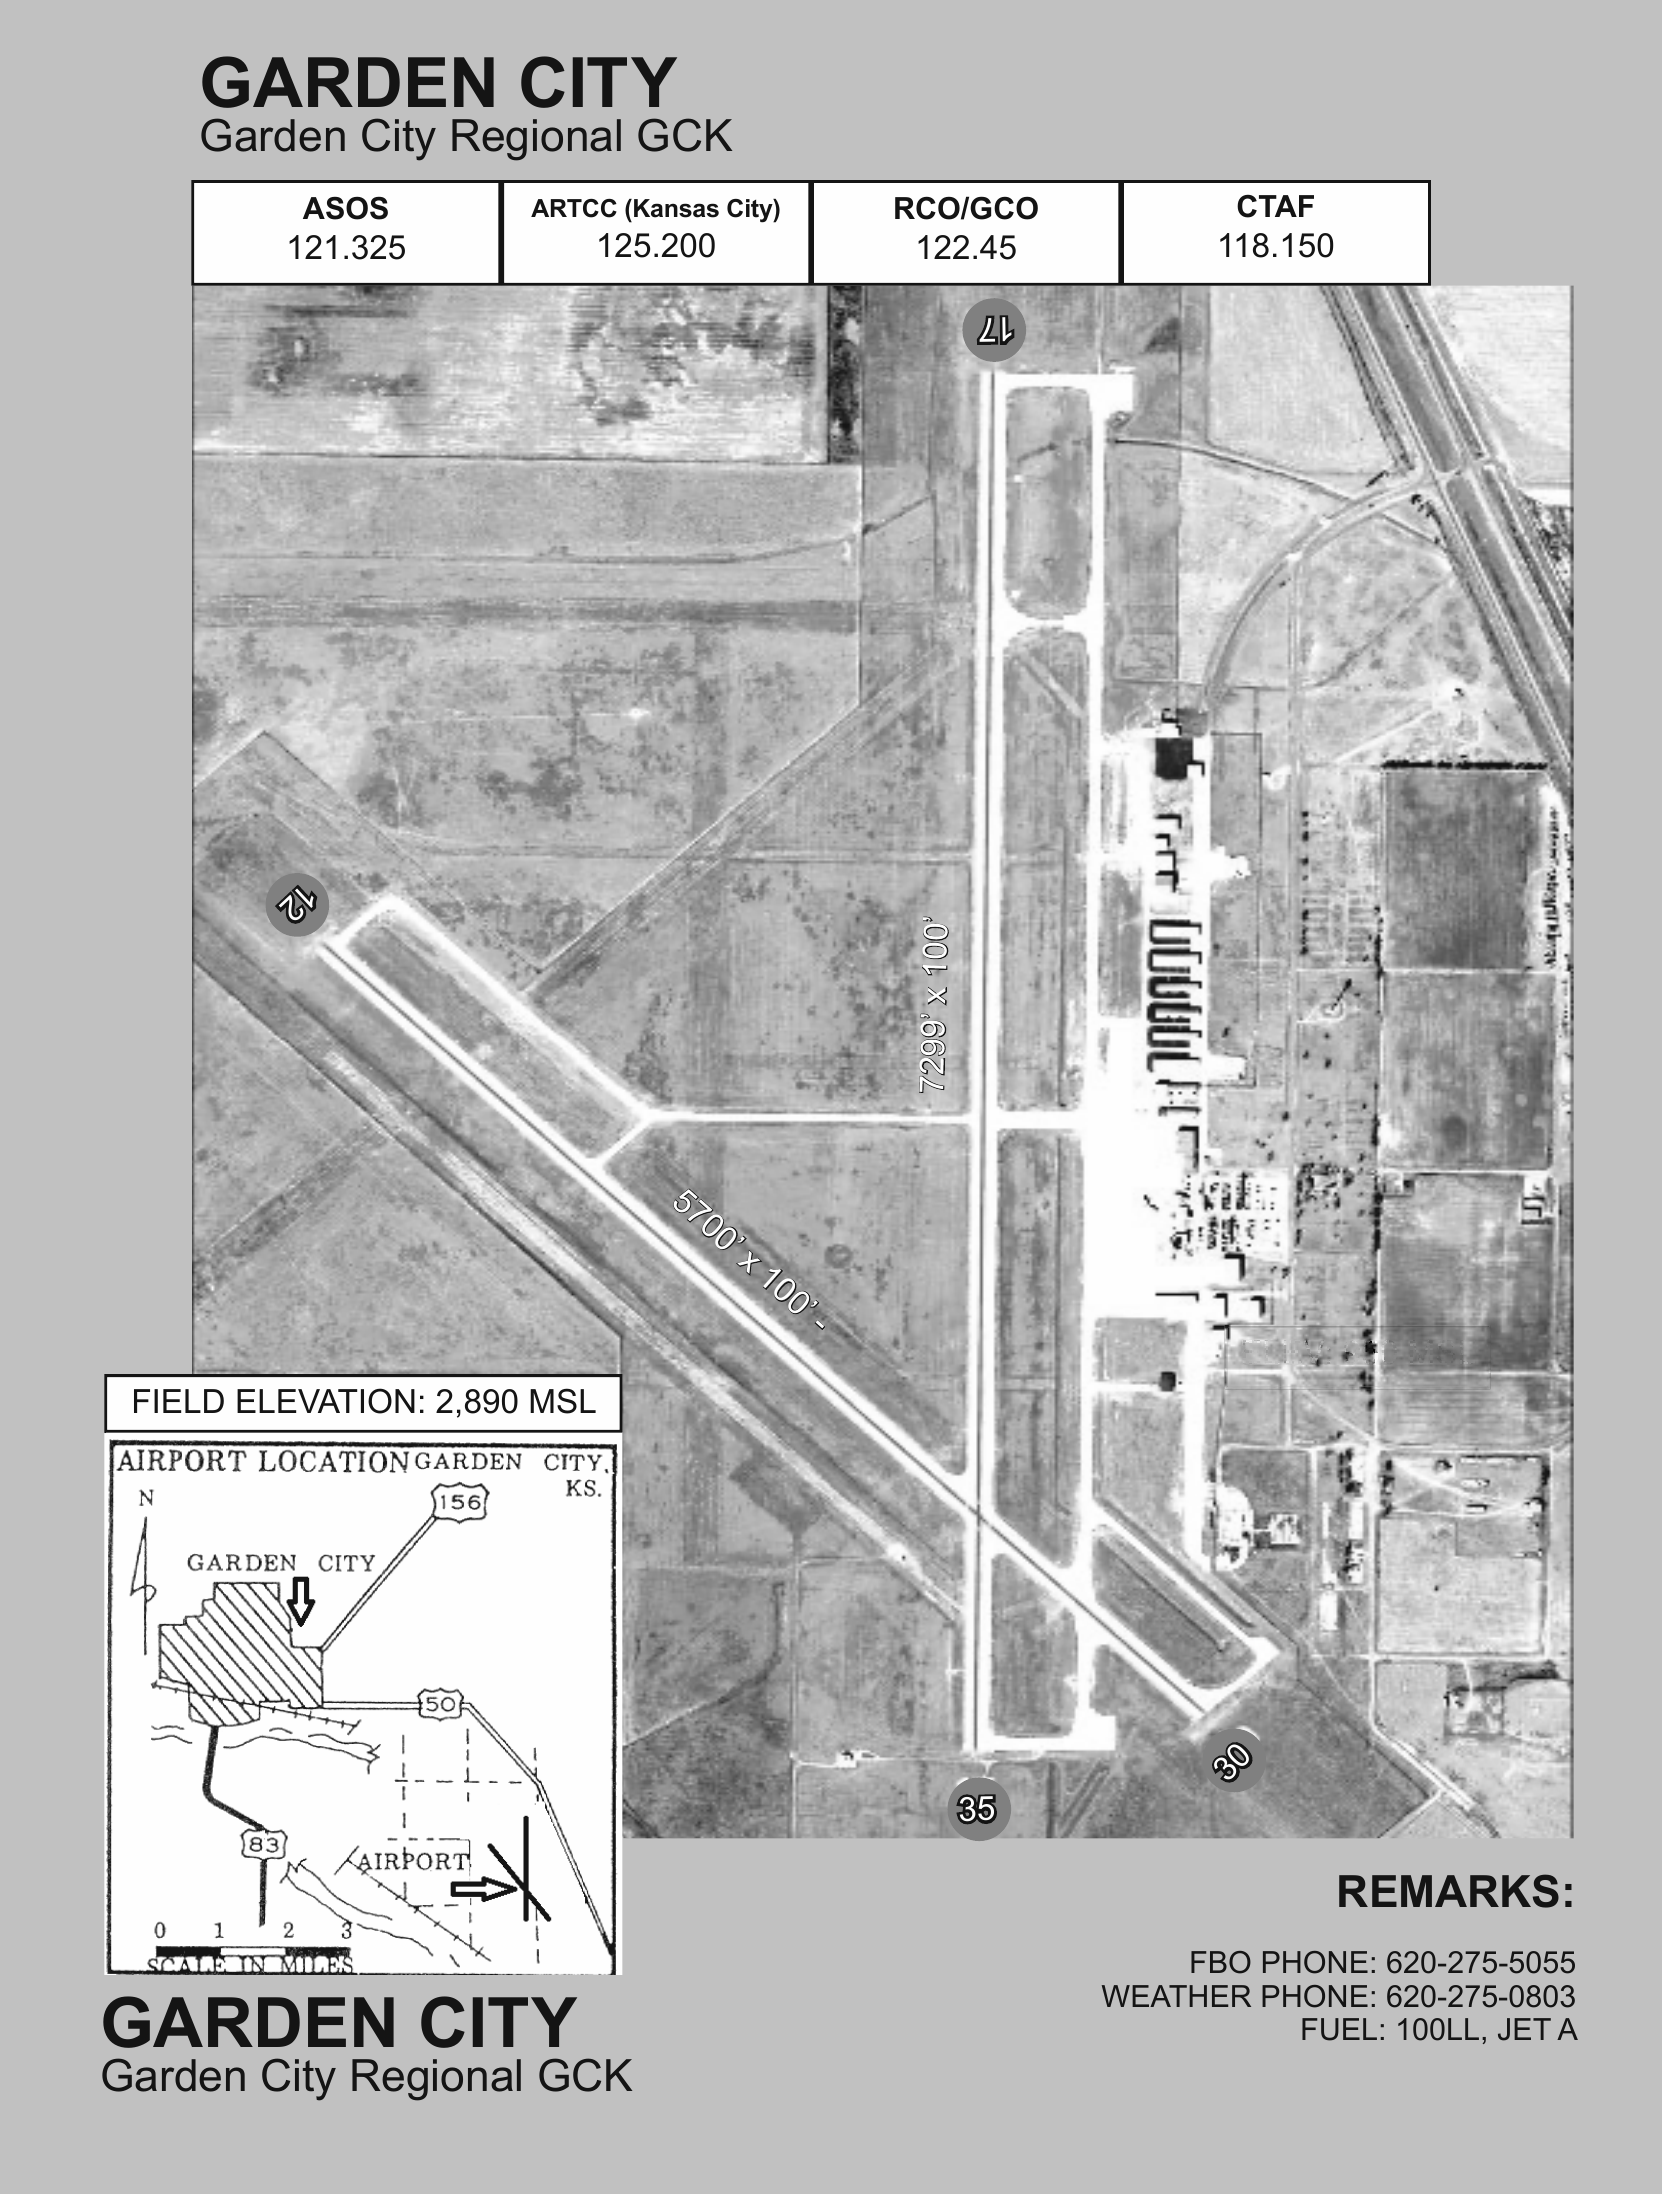 GARDEN CITY
Garden City Regional GCK
ASOS
121.325
ARTCC (Kansas City)
125.200
RCO/GCO
122.45
CTAF
118.150
17
12
7299’ x 100’
5700’ x 100’ -
FIELD ELEVATION: 2,890 MSL
AIRPORT LOCATION GARDEN CITY, KS.
N
156
GARDEN CITY
50
83
AIRPORT
0 1 2 3
SCALE IN MILES
30
35
REMARKS:
FBO PHONE: 620-275-5055
WEATHER PHONE: 620-275-0803
FUEL: 100LL, JET A
GARDEN CITY
Garden City Regional GCK